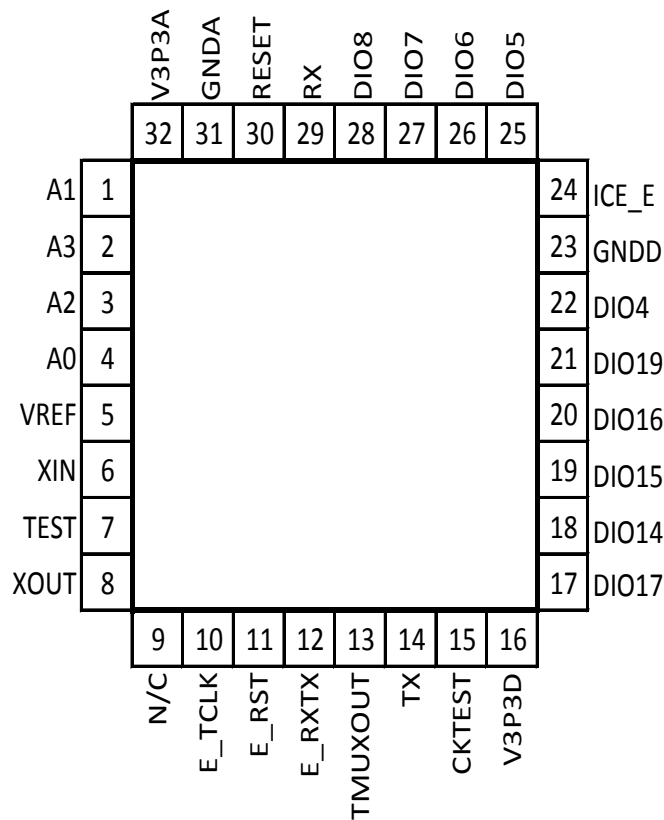 V3P3A GNDA RESET RX DIO8 DIO7 DIO6 DIO5
32 31 30 29 28 27 26 25
A1 1 24 ICE_E
A3 2 23 GNDD
A2 3 22 DIO4
A0 4 21 DIO19
VREF 5 20 DIO16
XIN 6 19 DIO15
TEST 7 18 DIO14
XOUT 8 17 DIO17
9 10 11 12 13 14 15 16
N/C E_TCLK E_RST E_RXTX TMUXOUT TX CKTEST V3P3D